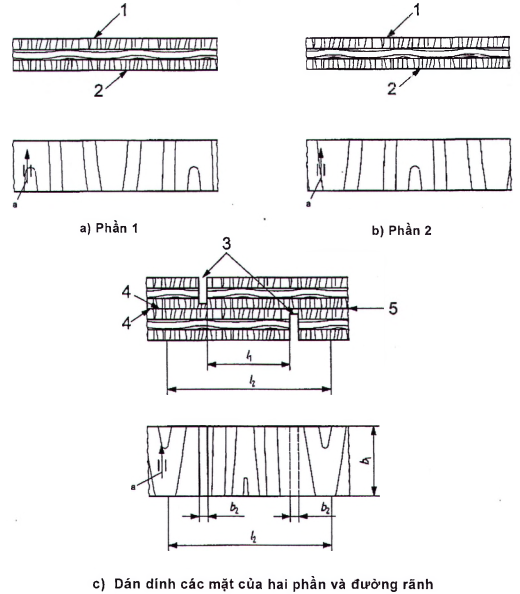 1
1
2
2
a
a
a) Phần 1
b) Phần 2
3
4
4
5
l₁
l₂
a
b₁
b₂
b₂
l₂
c) Dán dính các mặt của hai phần và đường rãnh